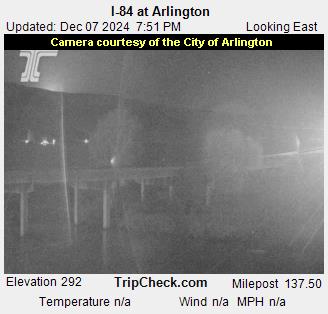 I-84 at Arlington
Updated: Dec 07 2024 7:51 PM Looking East
Camera courtesy of the City of Arlington
Elevation 292 TripCheck.com Milepost 137.50
Temperature n/a Wind n/a MPH n/a